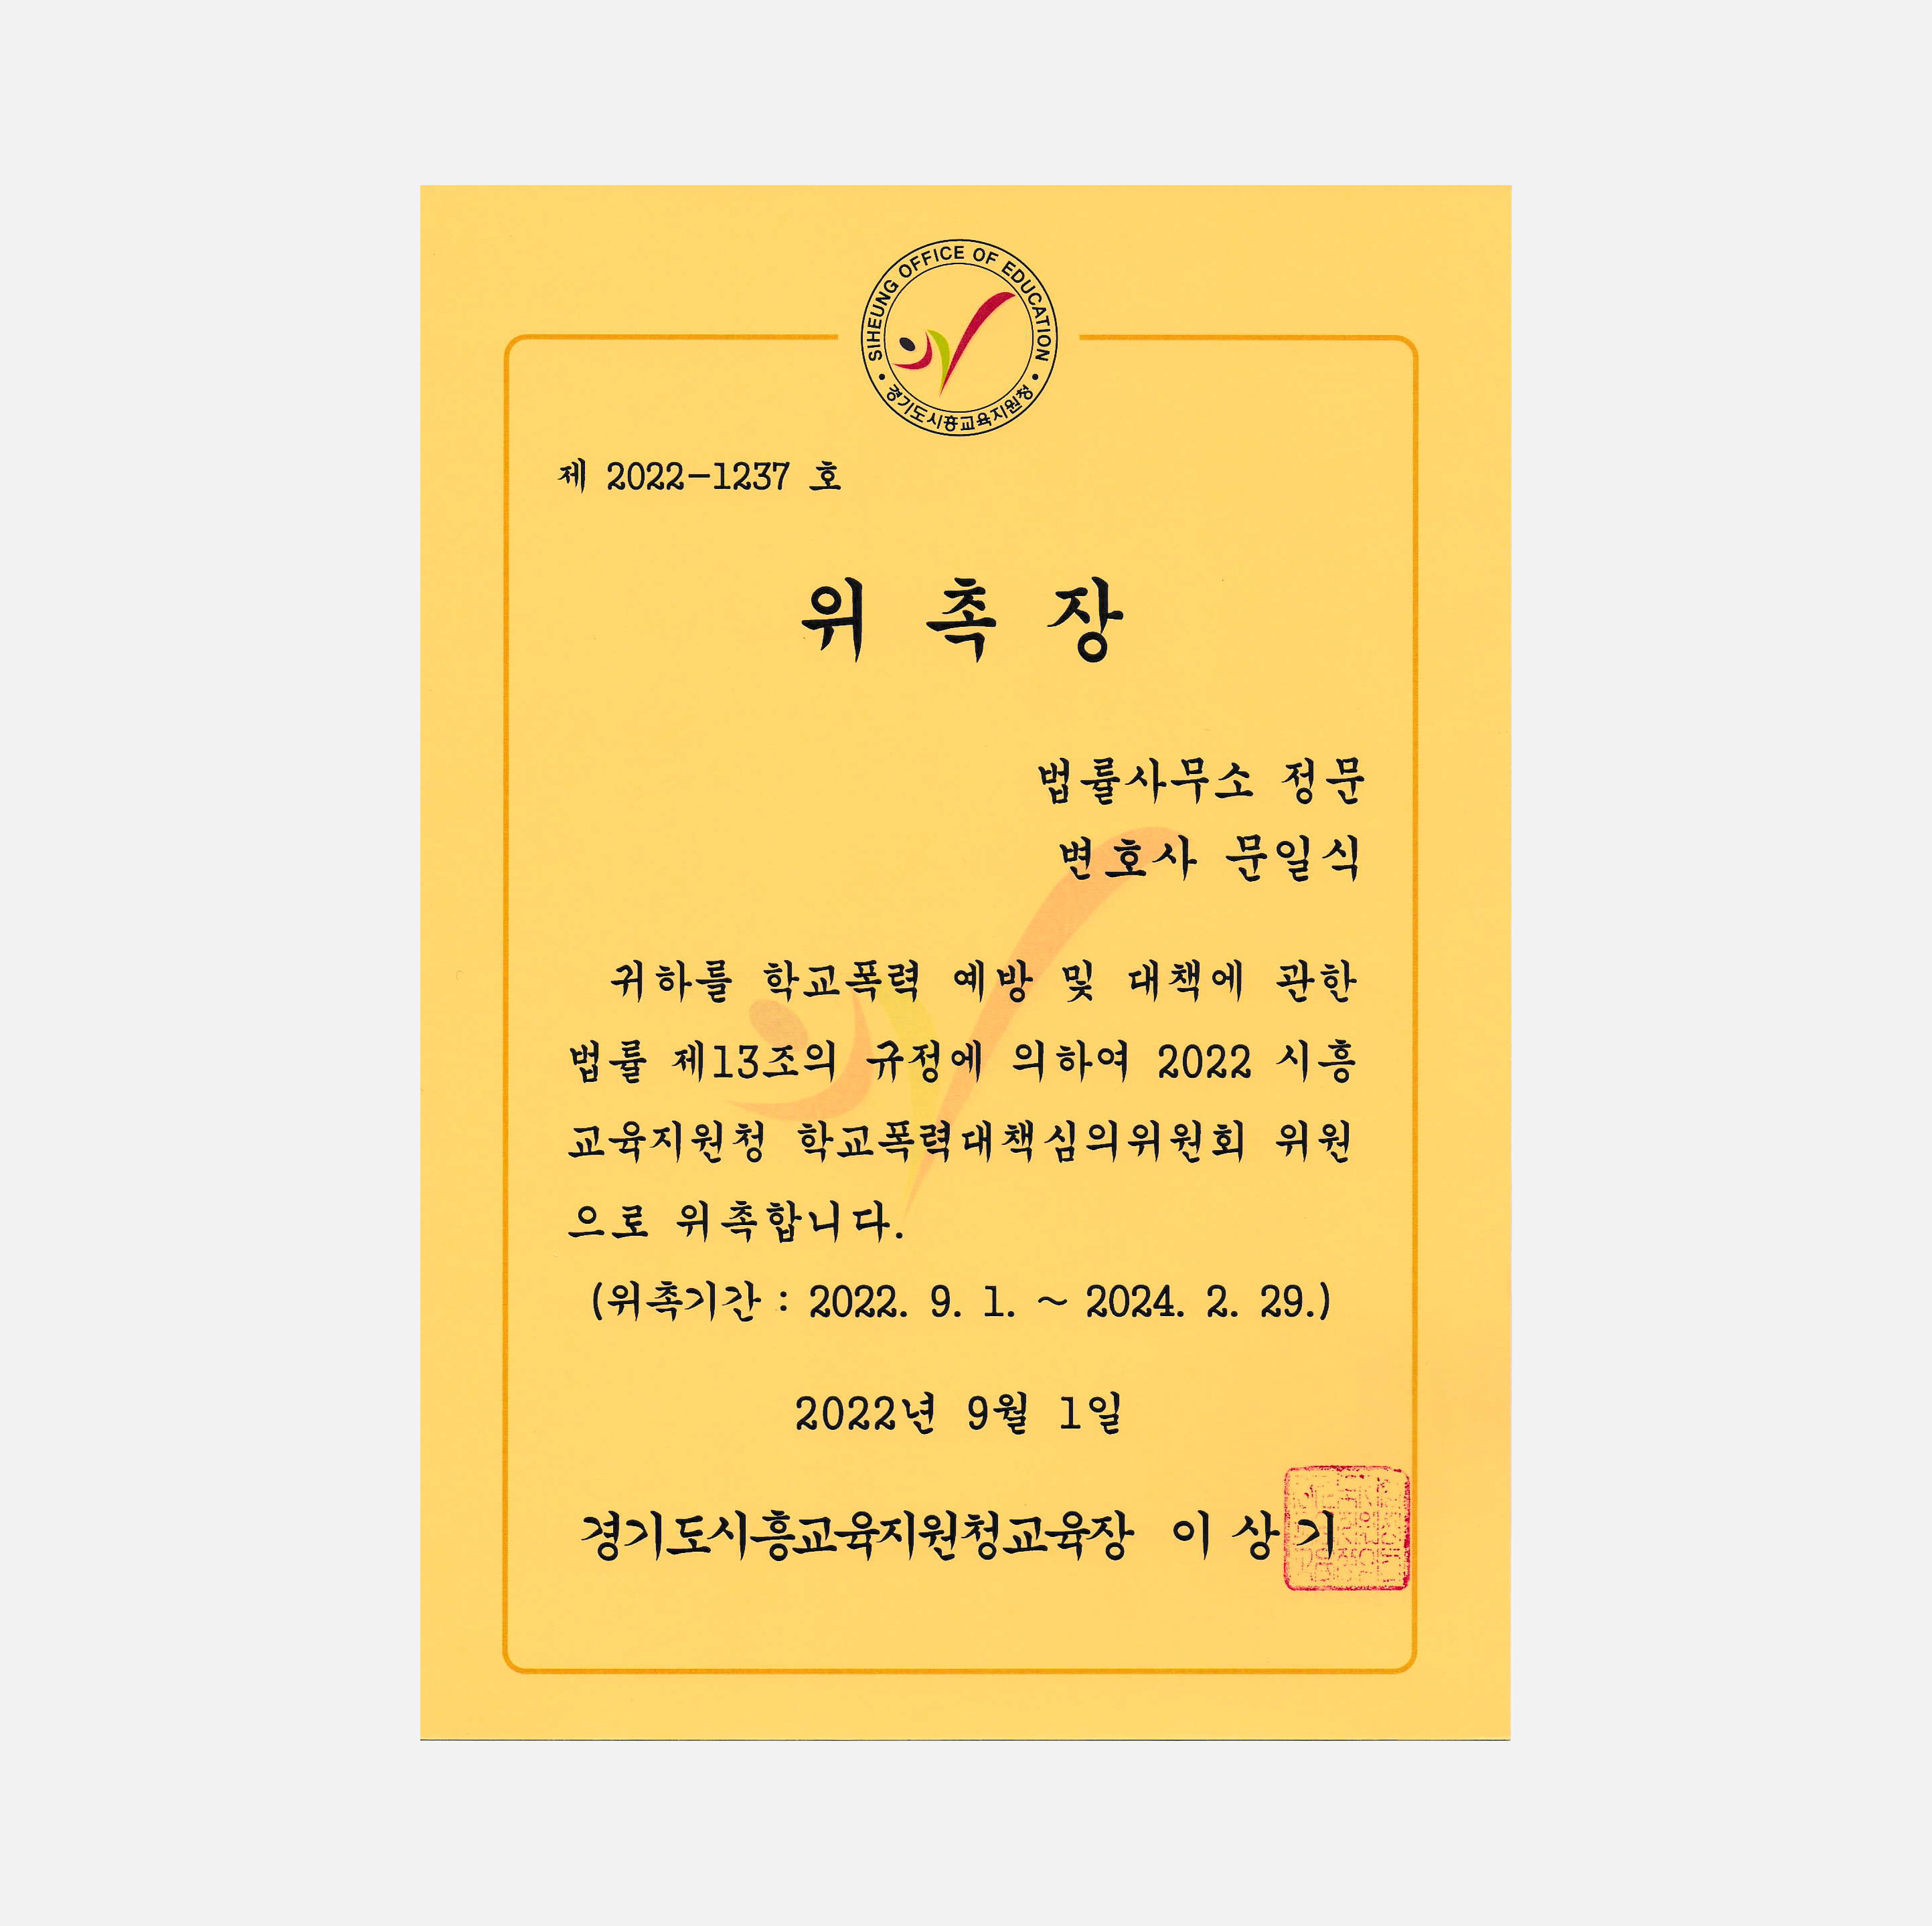 SIHEUNG OFFICE OF EDUCATION
경기도시흥교육지원청
제 2022-1237 호
위 촉 장
법률사무소 정문
변호사 문일식
귀하를 학교폭력 예방 및 대책에 관한
법률 제13조의 규정에 의하여 2022 시흥
교육지원청 학교폭력대책심의위원회 위원
으로 위촉합니다.
(위촉기간 : 2022. 9. 1. ~ 2024. 2. 29.)
2022년 9월 1일
경기도시흥교육지원청교육장 이 상 기